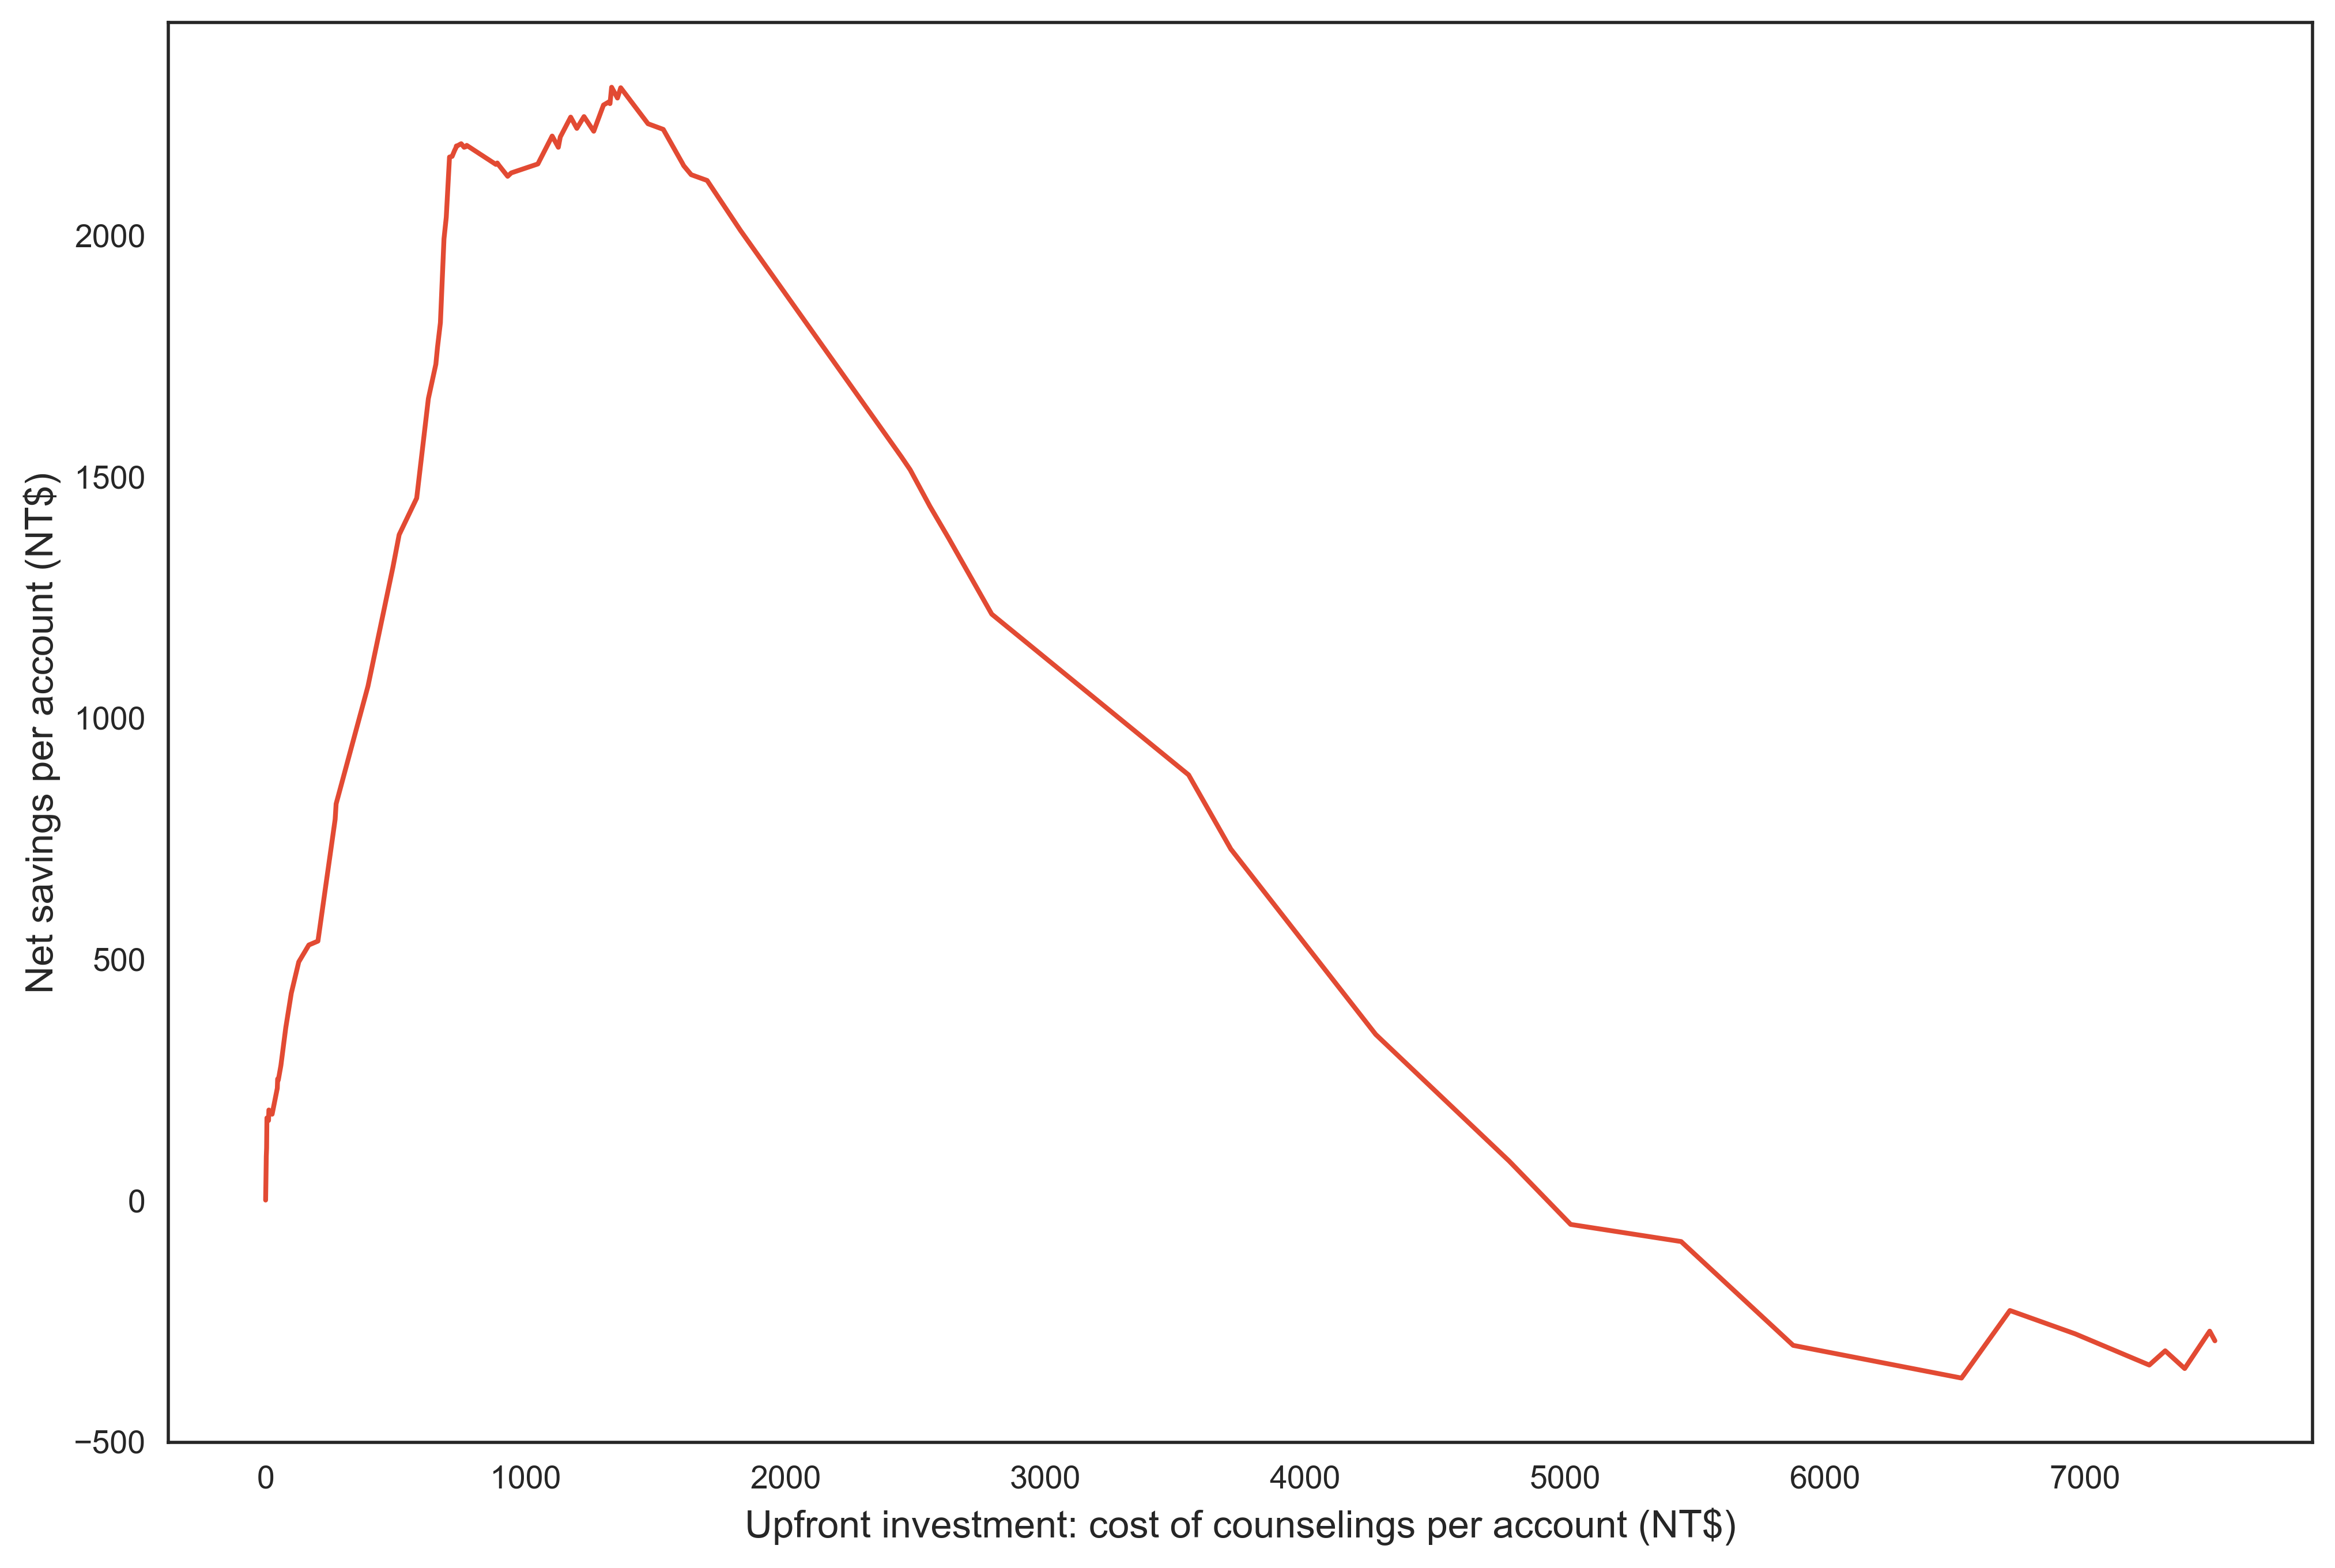 Net savings per account (NT$)
2000
1500
1000
500
0
−500
0 1000 2000 3000 4000 5000 6000 7000
Upfront investment: cost of counselings per account (NT$)